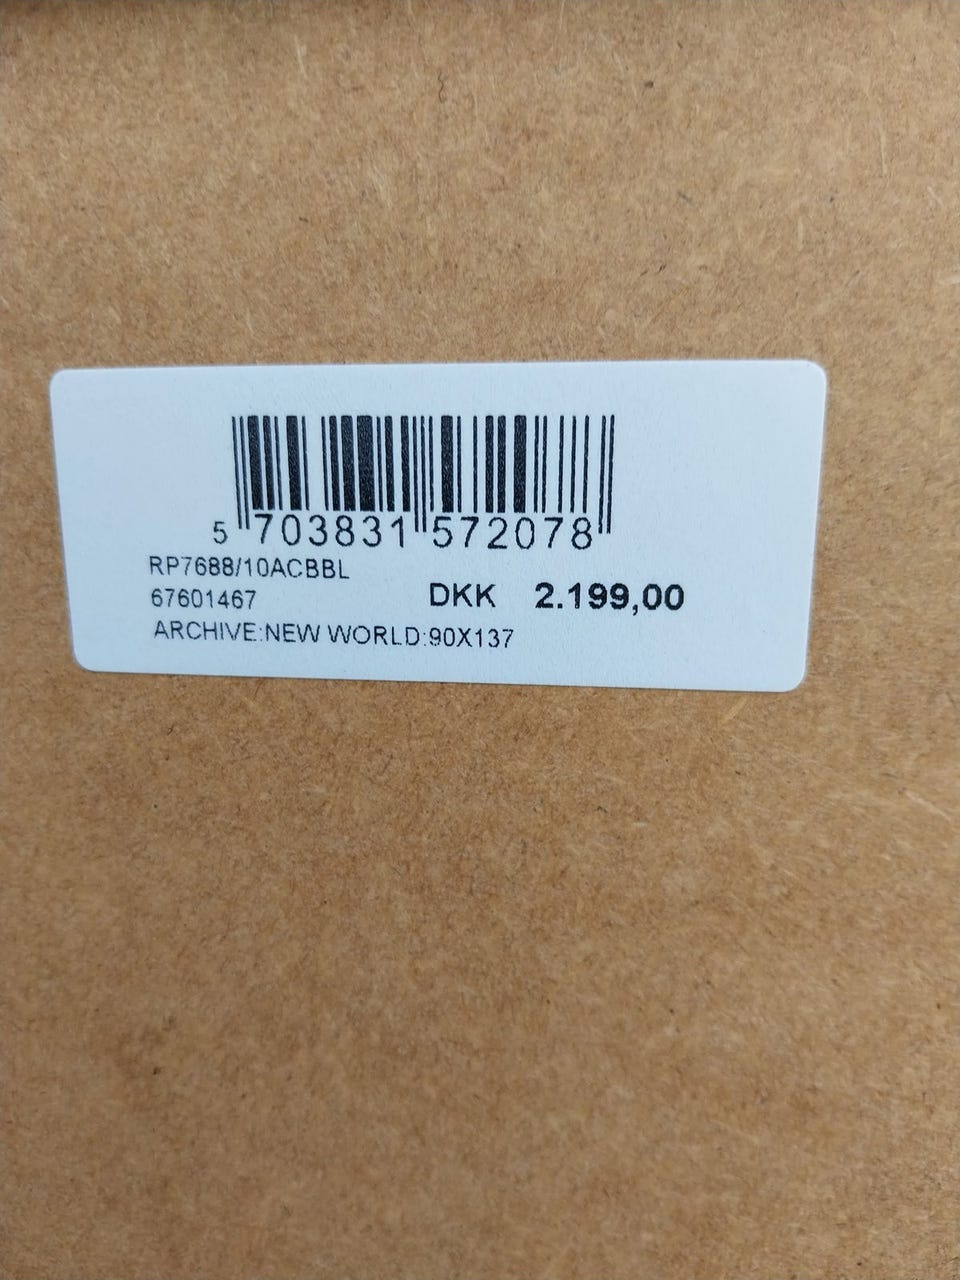 5 703831 572078
RP7688/10ACBBL
67601467 DKK 2.199,00
ARCHIVE:NEW WORLD:90X137